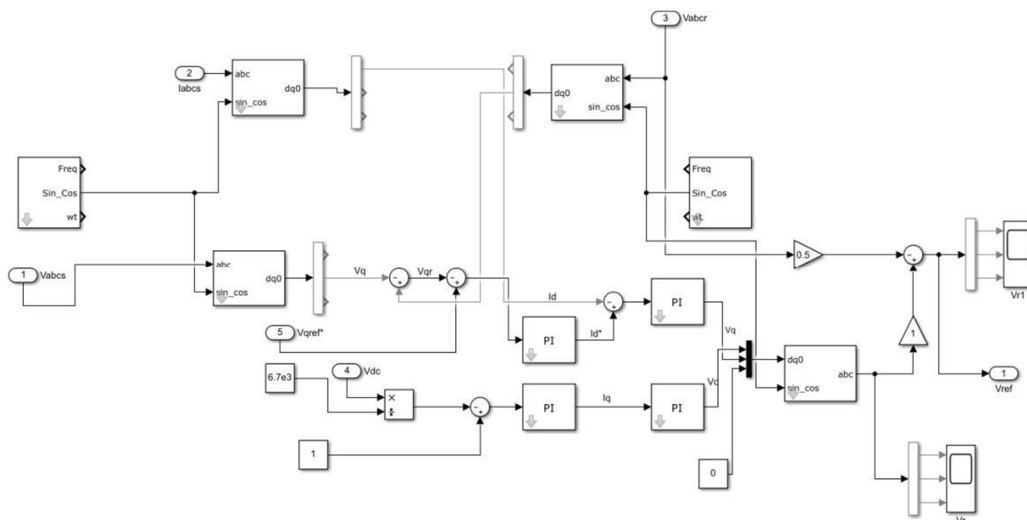 3
Vabcr
2
Iabcs
abc
sin_cos
dq0
dq0
abc
sin_cos
Freq
Sin_Cos
wt
Freq
Sin_Cos
wt
1
Vabcs
abc
sin_cos
dq0
Vq
-
+
Vqr
-
+
Id
-
+
PI
0.5
-
+
Vr1
5
Vqref*
PI
Id*
Vq
1
6.7e3
4
Vdc
×
÷
-
+
PI
Iq
PI
dq0
sin_cos
abc
1
Vref
1
0